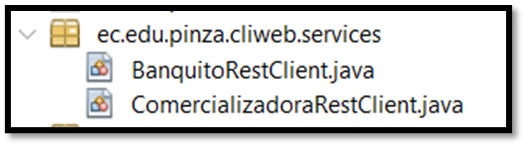 ec.edu.pinza.cliweb.services
BanquitoRestClient.java
ComercializadoraRestClient.java